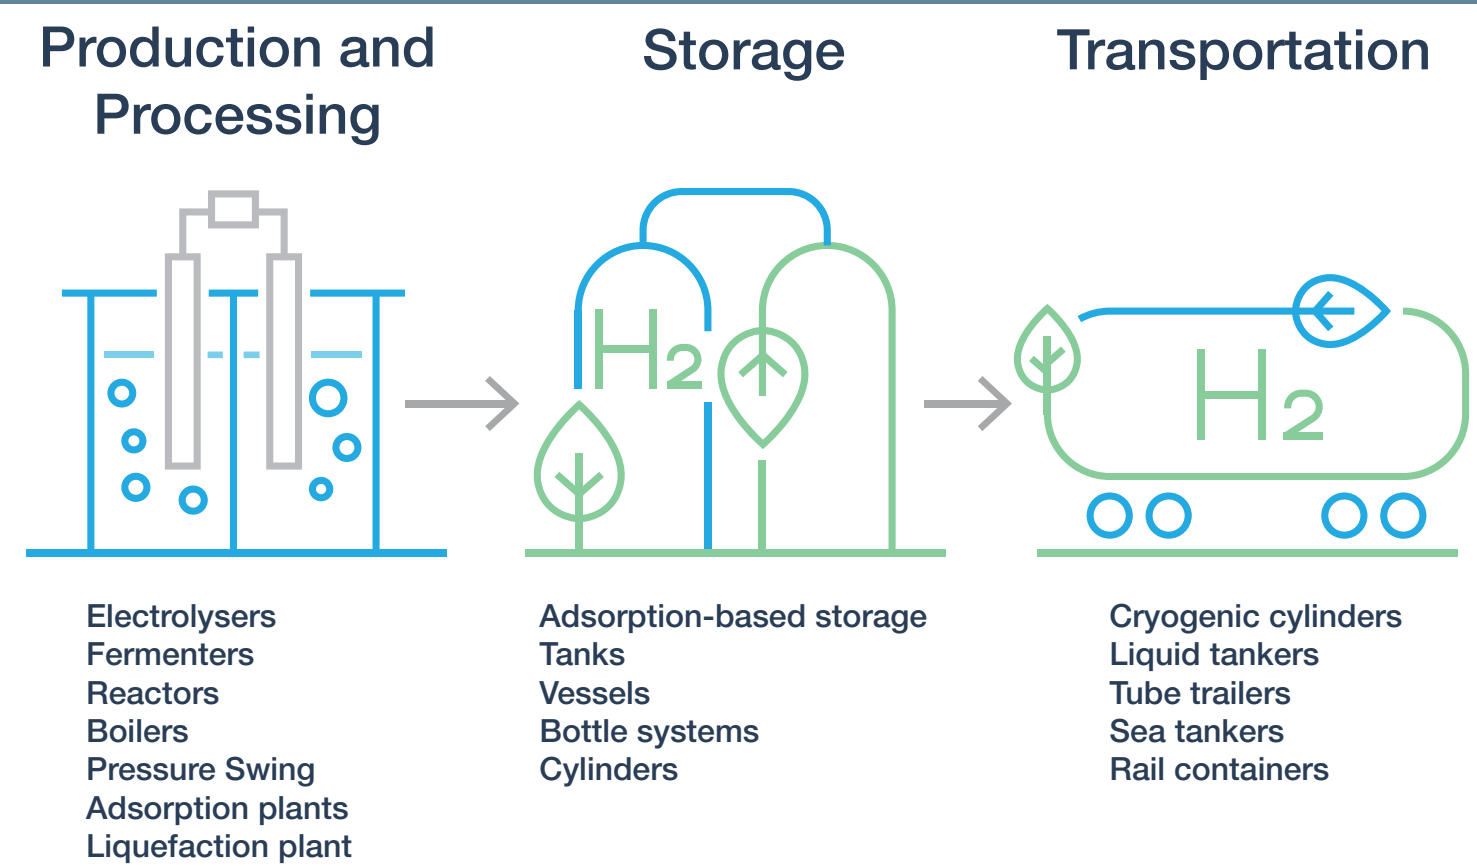 Production and
Processing
Storage
Transportation
H2
H2
Electrolysers
Fermenters
Reactors
Boilers
Pressure Swing
Adsorption plants
Liquefaction plant
Adsorption-based storage
Tanks
Vessels
Bottle systems
Cylinders
Cryogenic cylinders
Liquid tankers
Tube trailers
Sea tankers
Rail containers